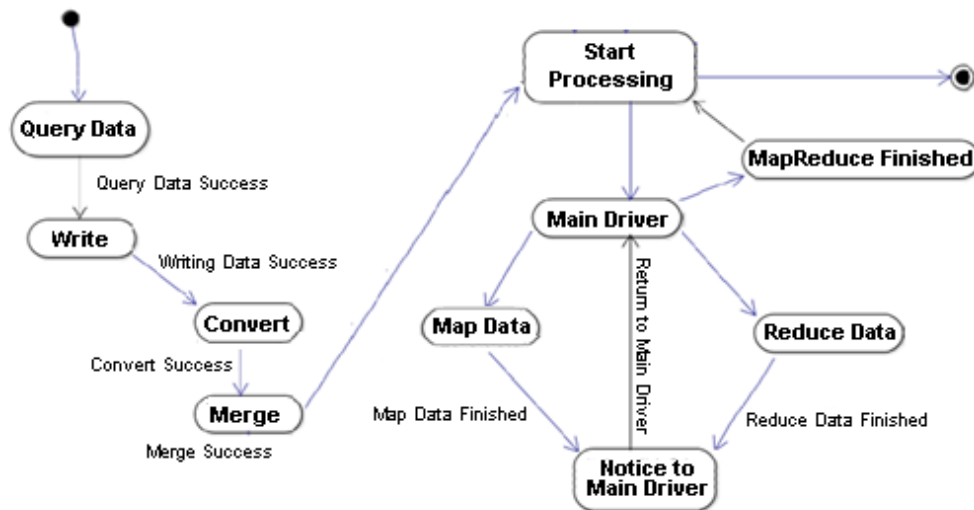 Start
Processing
Query Data
MapReduce Finished
Query Data Success
Write
Main Driver
Writing Data Success
Return to Main Driver
Convert
Map Data
Reduce Data
Convert Success
Merge
Map Data Finished
Reduce Data Finished
Merge Success
Notice to
Main Driver